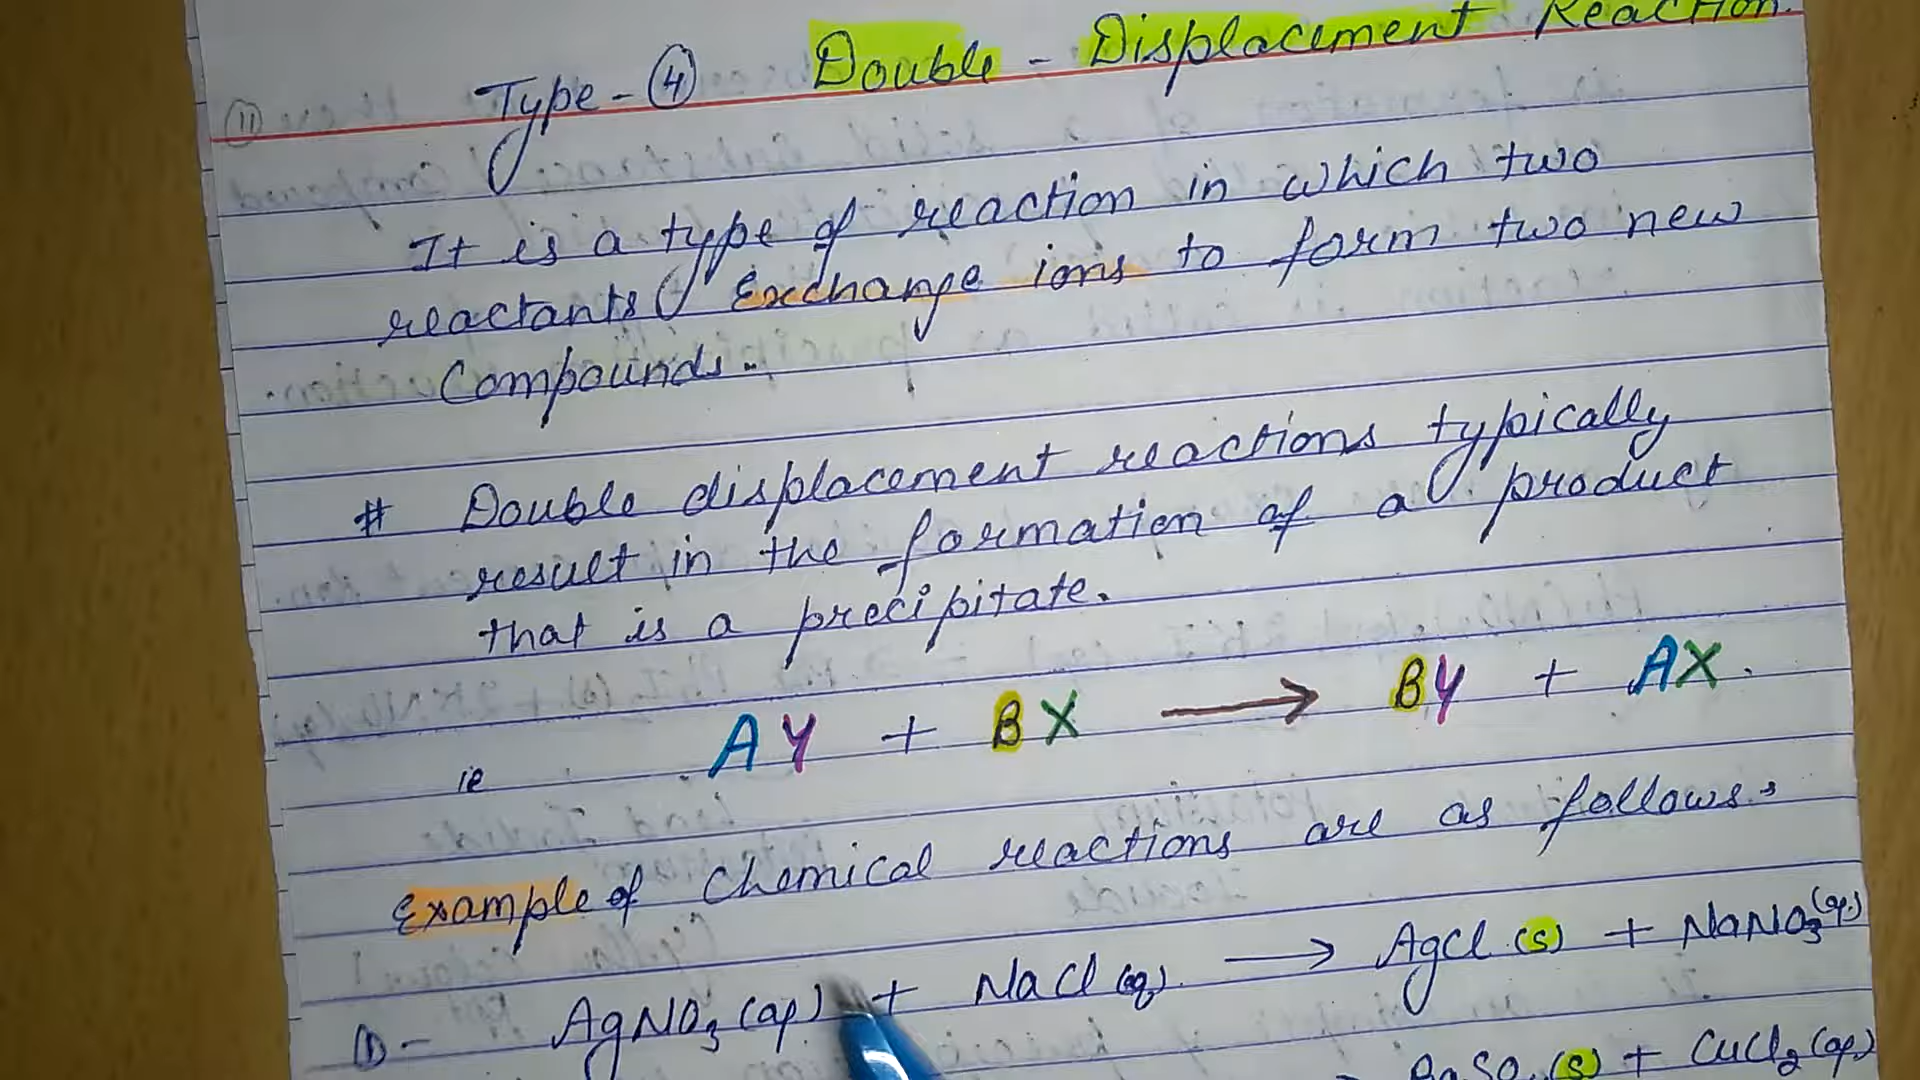 Type - ④ Double - Displacement Reaction.
It is a type of reaction in which two
reactants Exchange ions to form two new
Compounds.
# Double displacement reactions typically
result in the formation of a product
that is a precipitate.
ie AY + BX → BY + AX.
Example of Chemical reactions are as follows:
① - AgNO₃ (aq) + NaCl (aq) → AgCl (s) + NaNO₃ (aq)
BaSO (s) + CuCl₂ (aq)